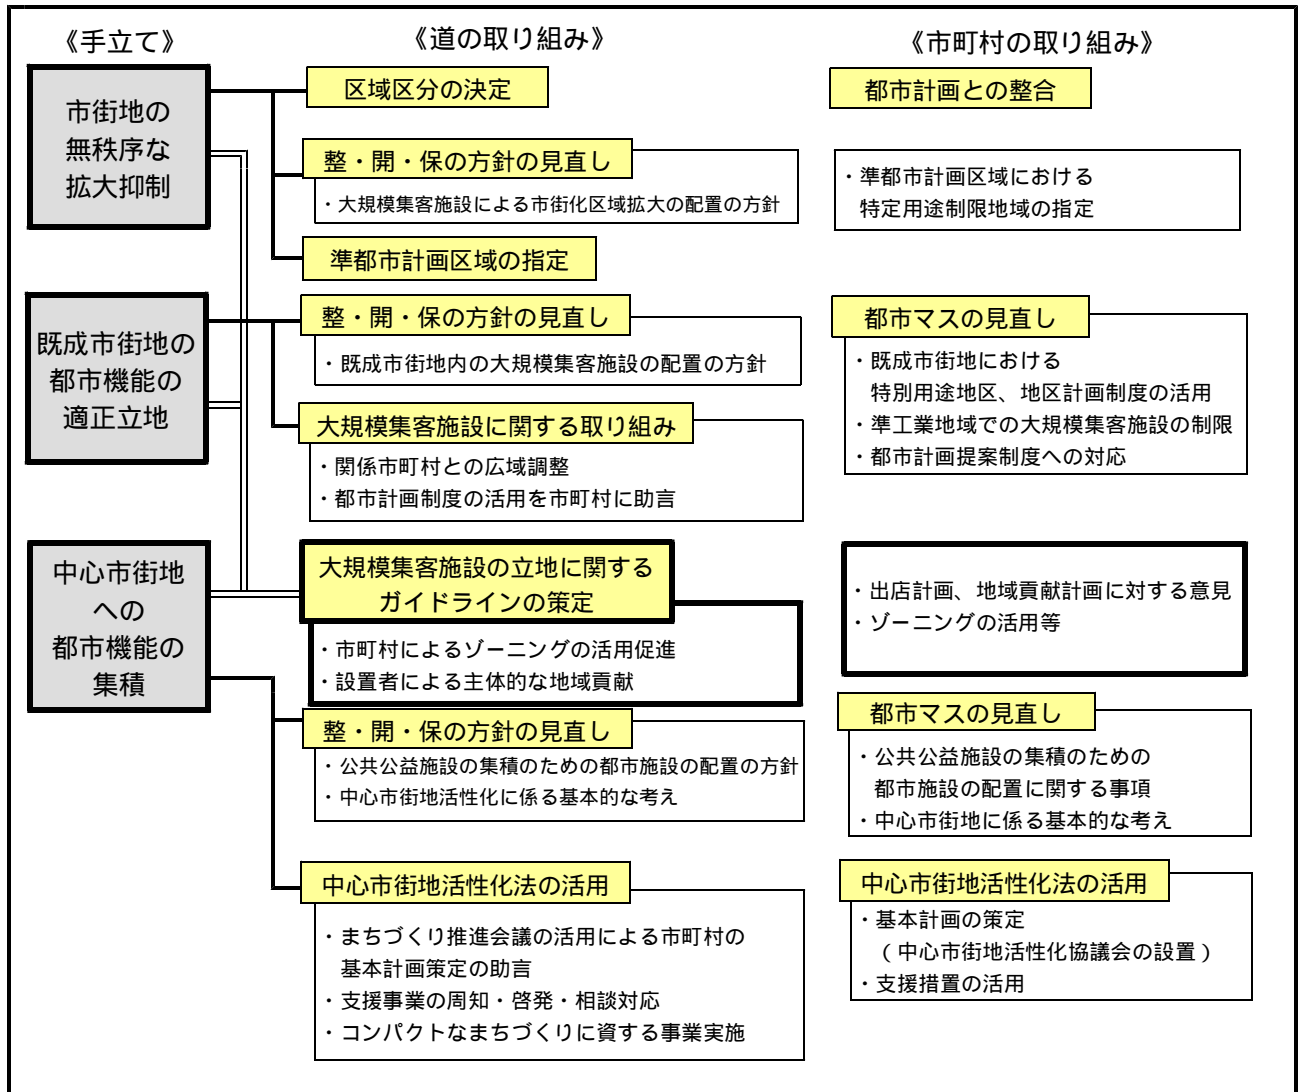 《手立て》
《道の取り組み》
《市町村の取り組み》
市街地の
無秩序な
拡大抑制
区域区分の決定
都市計画との整合
整・開・保の方針の見直し
・大規模集客施設による市街化区域拡大の配置の方針
・準都市計画区域における
特定用途制限地域の指定
準都市計画区域の指定
既成市街地の
都市機能の
適正立地
整・開・保の方針の見直し
・既成市街地内の大規模集客施設の配置の方針
都市マスの見直し
・既成市街地における
特別用途地区、地区計画制度の活用
・準工業地域での大規模集客施設の制限
・都市計画提案制度への対応
大規模集客施設に関する取り組み
・関係市町村との広域調整
・都市計画制度の活用を市町村に助言
中心市街地
への
都市機能の
集積
大規模集客施設の立地に関する
ガイドラインの策定
・市町村によるゾーニングの活用促進
・設置者による主体的な地域貢献
・出店計画、地域貢献計画に対する意見
・ゾーニングの活用等
整・開・保の方針の見直し
・公共公益施設の集積のための都市施設の配置の方針
・中心市街地活性化に係る基本的な考え
都市マスの見直し
・公共公益施設の集積のための
都市施設の配置に関する事項
・中心市街地に係る基本的な考え
中心市街地活性化法の活用
・まちづくり推進会議の活用による市町村の
基本計画策定の助言
・支援事業の周知・啓発・相談対応
・コンパクトなまちづくりに資する事業実施
中心市街地活性化法の活用
・基本計画の策定
（中心市街地活性化協議会の設置）
・支援措置の活用